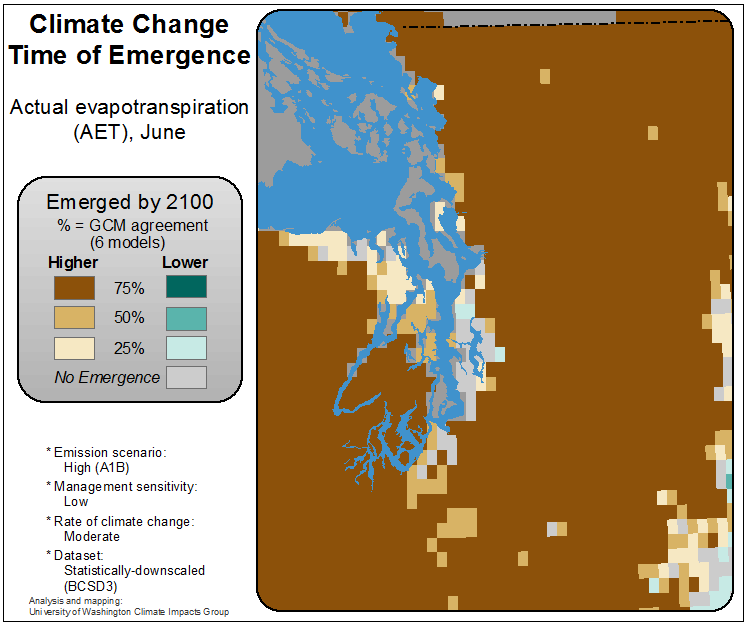 Climate Change
Time of Emergence
Actual evapotranspiration
(AET), June
Emerged by 2100
% = GCM agreement
(6 models)
Higher Lower
75%
50%
25%
No Emergence
* Emission scenario:
High (A1B)
* Management sensitivity:
Low
* Rate of climate change:
Moderate
* Dataset:
Statistically-downscaled
(BCSD3)
Analysis and mapping:
University of Washington Climate Impacts Group